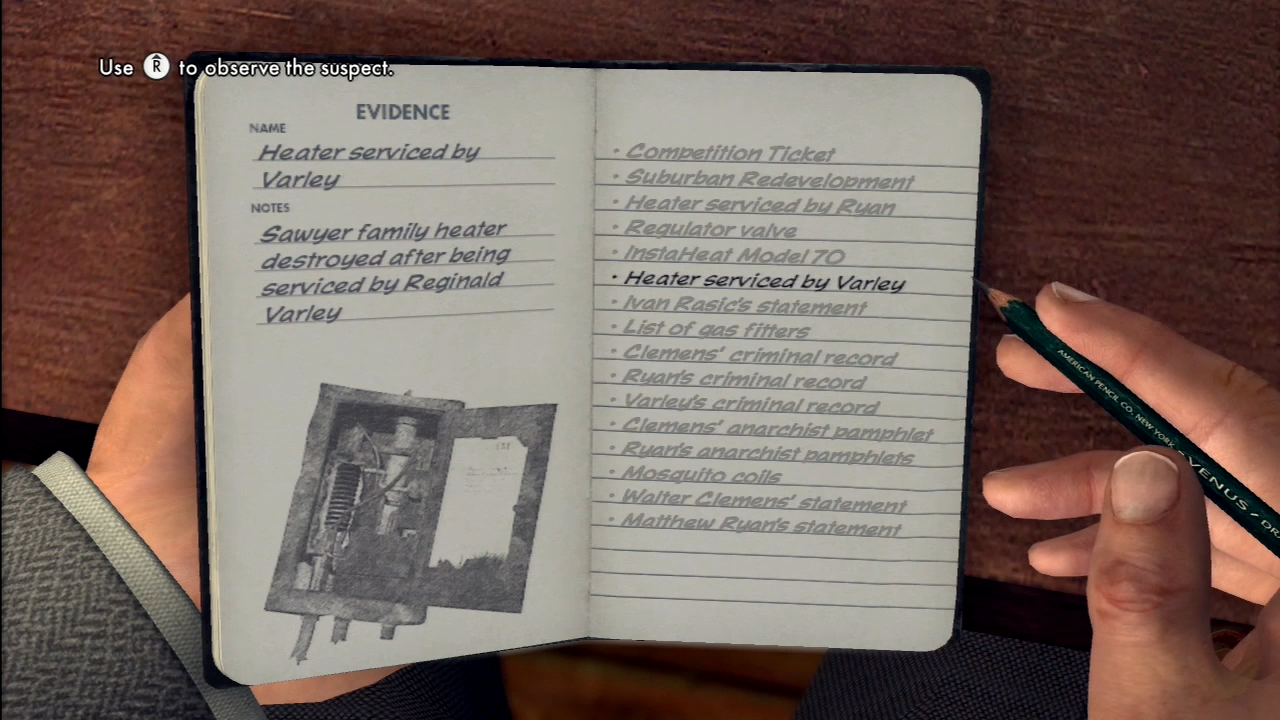 Use R to observe the suspect.
EVIDENCE
NAME
Heater serviced by
Varley
NOTES
Sawyer family heater
destroyed after being
serviced by Reginald
Varley
• Competition Ticket
• Suburban Redevelopment
• Heater serviced by Ryan
• Regulator valve
• InstaHeat Model 70
• Heater serviced by Varley
• Ivan Rasic's statement
• List of gas fitters
• Clemens' criminal record
• Ryan's criminal record
• Varley's criminal record
• Clemens' anarchist pamphlet
• Ryan's anarchist pamphlets
• Mosquito coils
• Walter Clemens' statement
• Matthew Ryan's statement
AMERICAN PENCIL CO. NEW YORK
VENUS / DRA